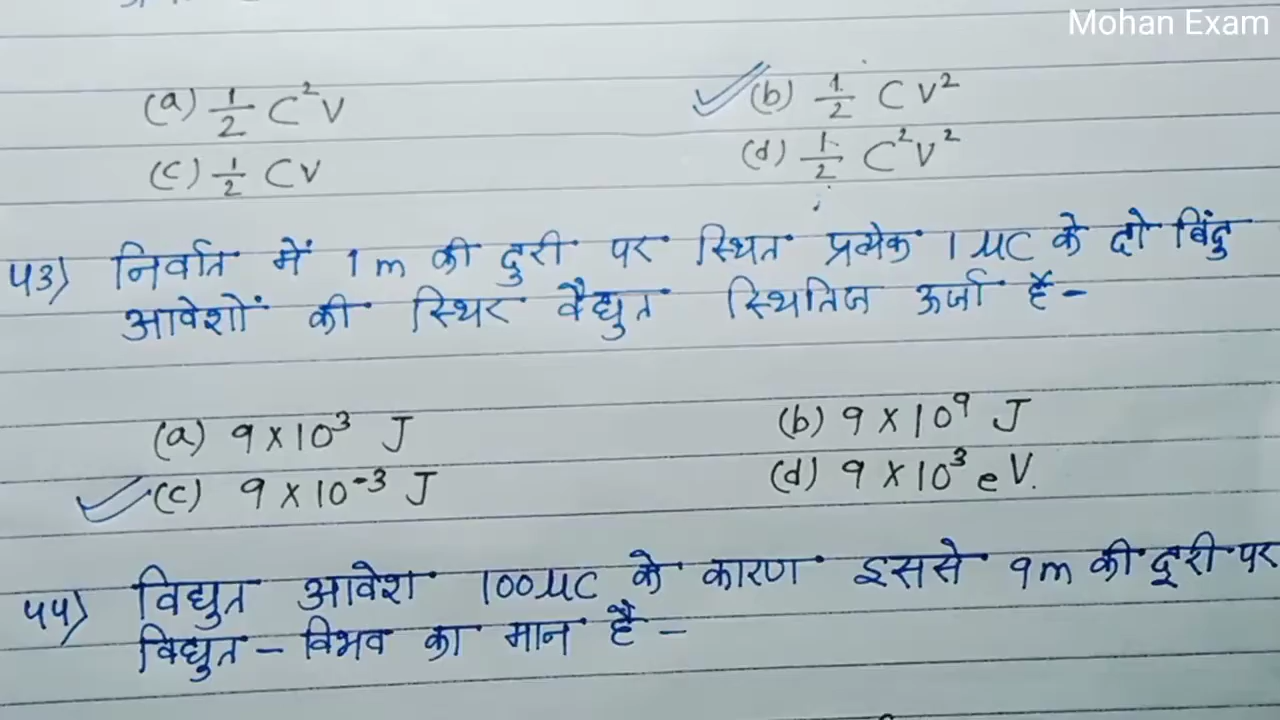 Mohan Exam
(a) 1/2 C²V (b) 1/2 CV²
(c) 1/2 CV (d) 1/2 C²V²
43) निर्वात में 1 m की दुरी पर स्थित प्रत्येक 1 μC के दो बिंदु
आवेशों की स्थिर वैद्युत स्थितिज ऊर्जा है -
(a) 9 × 10³ J (b) 9 × 10⁹ J
(c) 9 × 10⁻³ J (d) 9 × 10³ eV.
44) विद्युत आवेश 100 μC के कारण इससे 9m की दूरी पर
विद्युत - विभव का मान है -